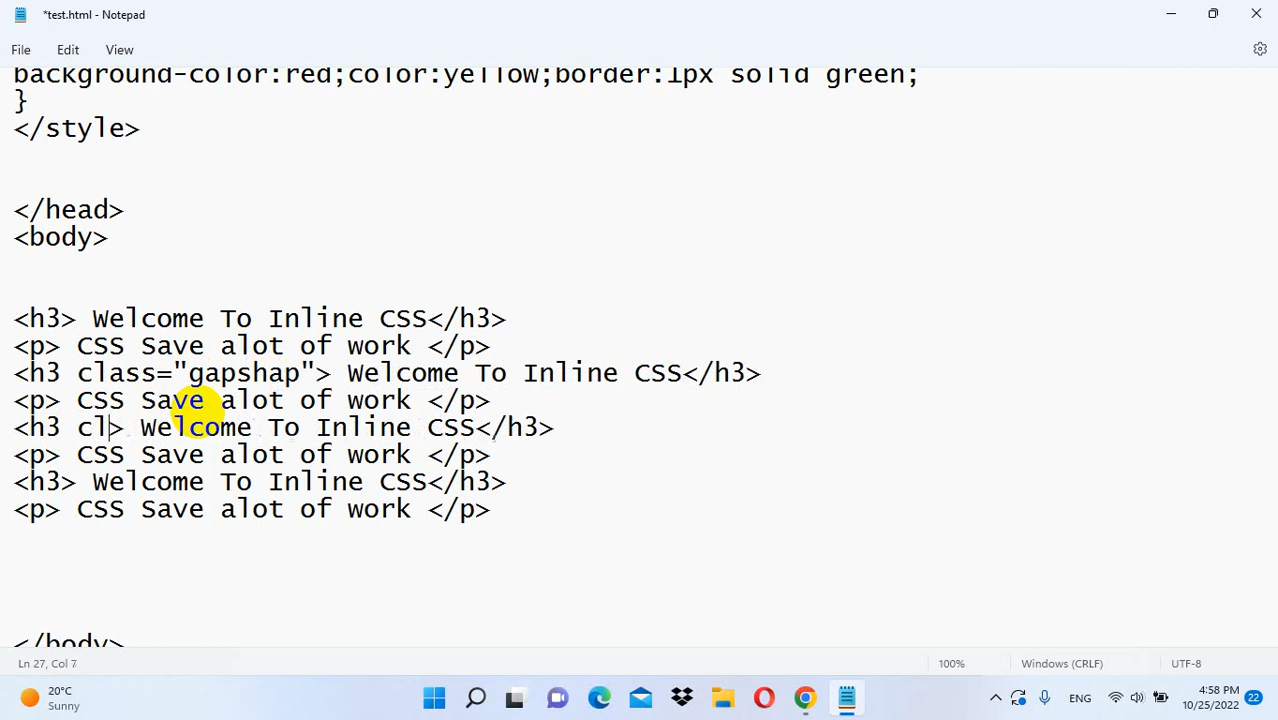 *test.html - Notepad
File Edit View
background-color:red;color:yellow;border:1px solid green;
}
</style>
</head>
<body>
<h3> Welcome To Inline CSS</h3>
<p> CSS Save alot of work </p>
<h3 class="gapshap"> Welcome To Inline CSS</h3>
<p> CSS Save alot of work </p>
<h3 cl> Welcome To Inline CSS</h3>
<p> CSS Save alot of work </p>
<h3> Welcome To Inline CSS</h3>
<p> CSS Save alot of work </p>
</body>
Ln 27, Col 7 100% Windows (CRLF) UTF-8
20°C
Sunny
ENG
4:58 PM
10/25/2022
22